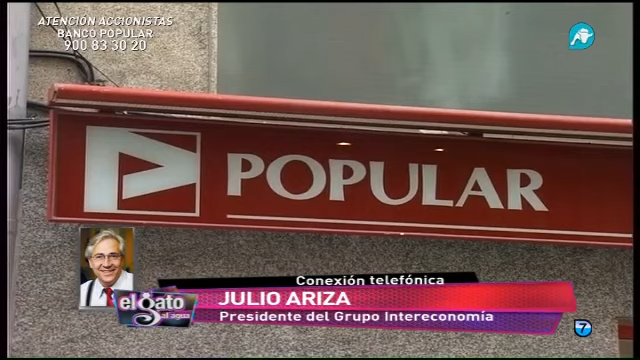 ATENCIÓN ACCIONISTAS
BANCO POPULAR
900 83 30 20
POPULAR
Conexión telefónica
el gato
al agua
JULIO ARIZA
Presidente del Grupo Intereconomía
7